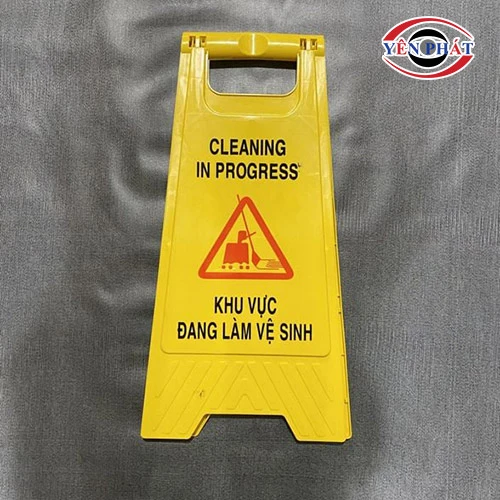 YÊN PHÁT
CLEANING
IN PROGRESS
KHU VỰC
ĐANG LÀM VỆ SINH